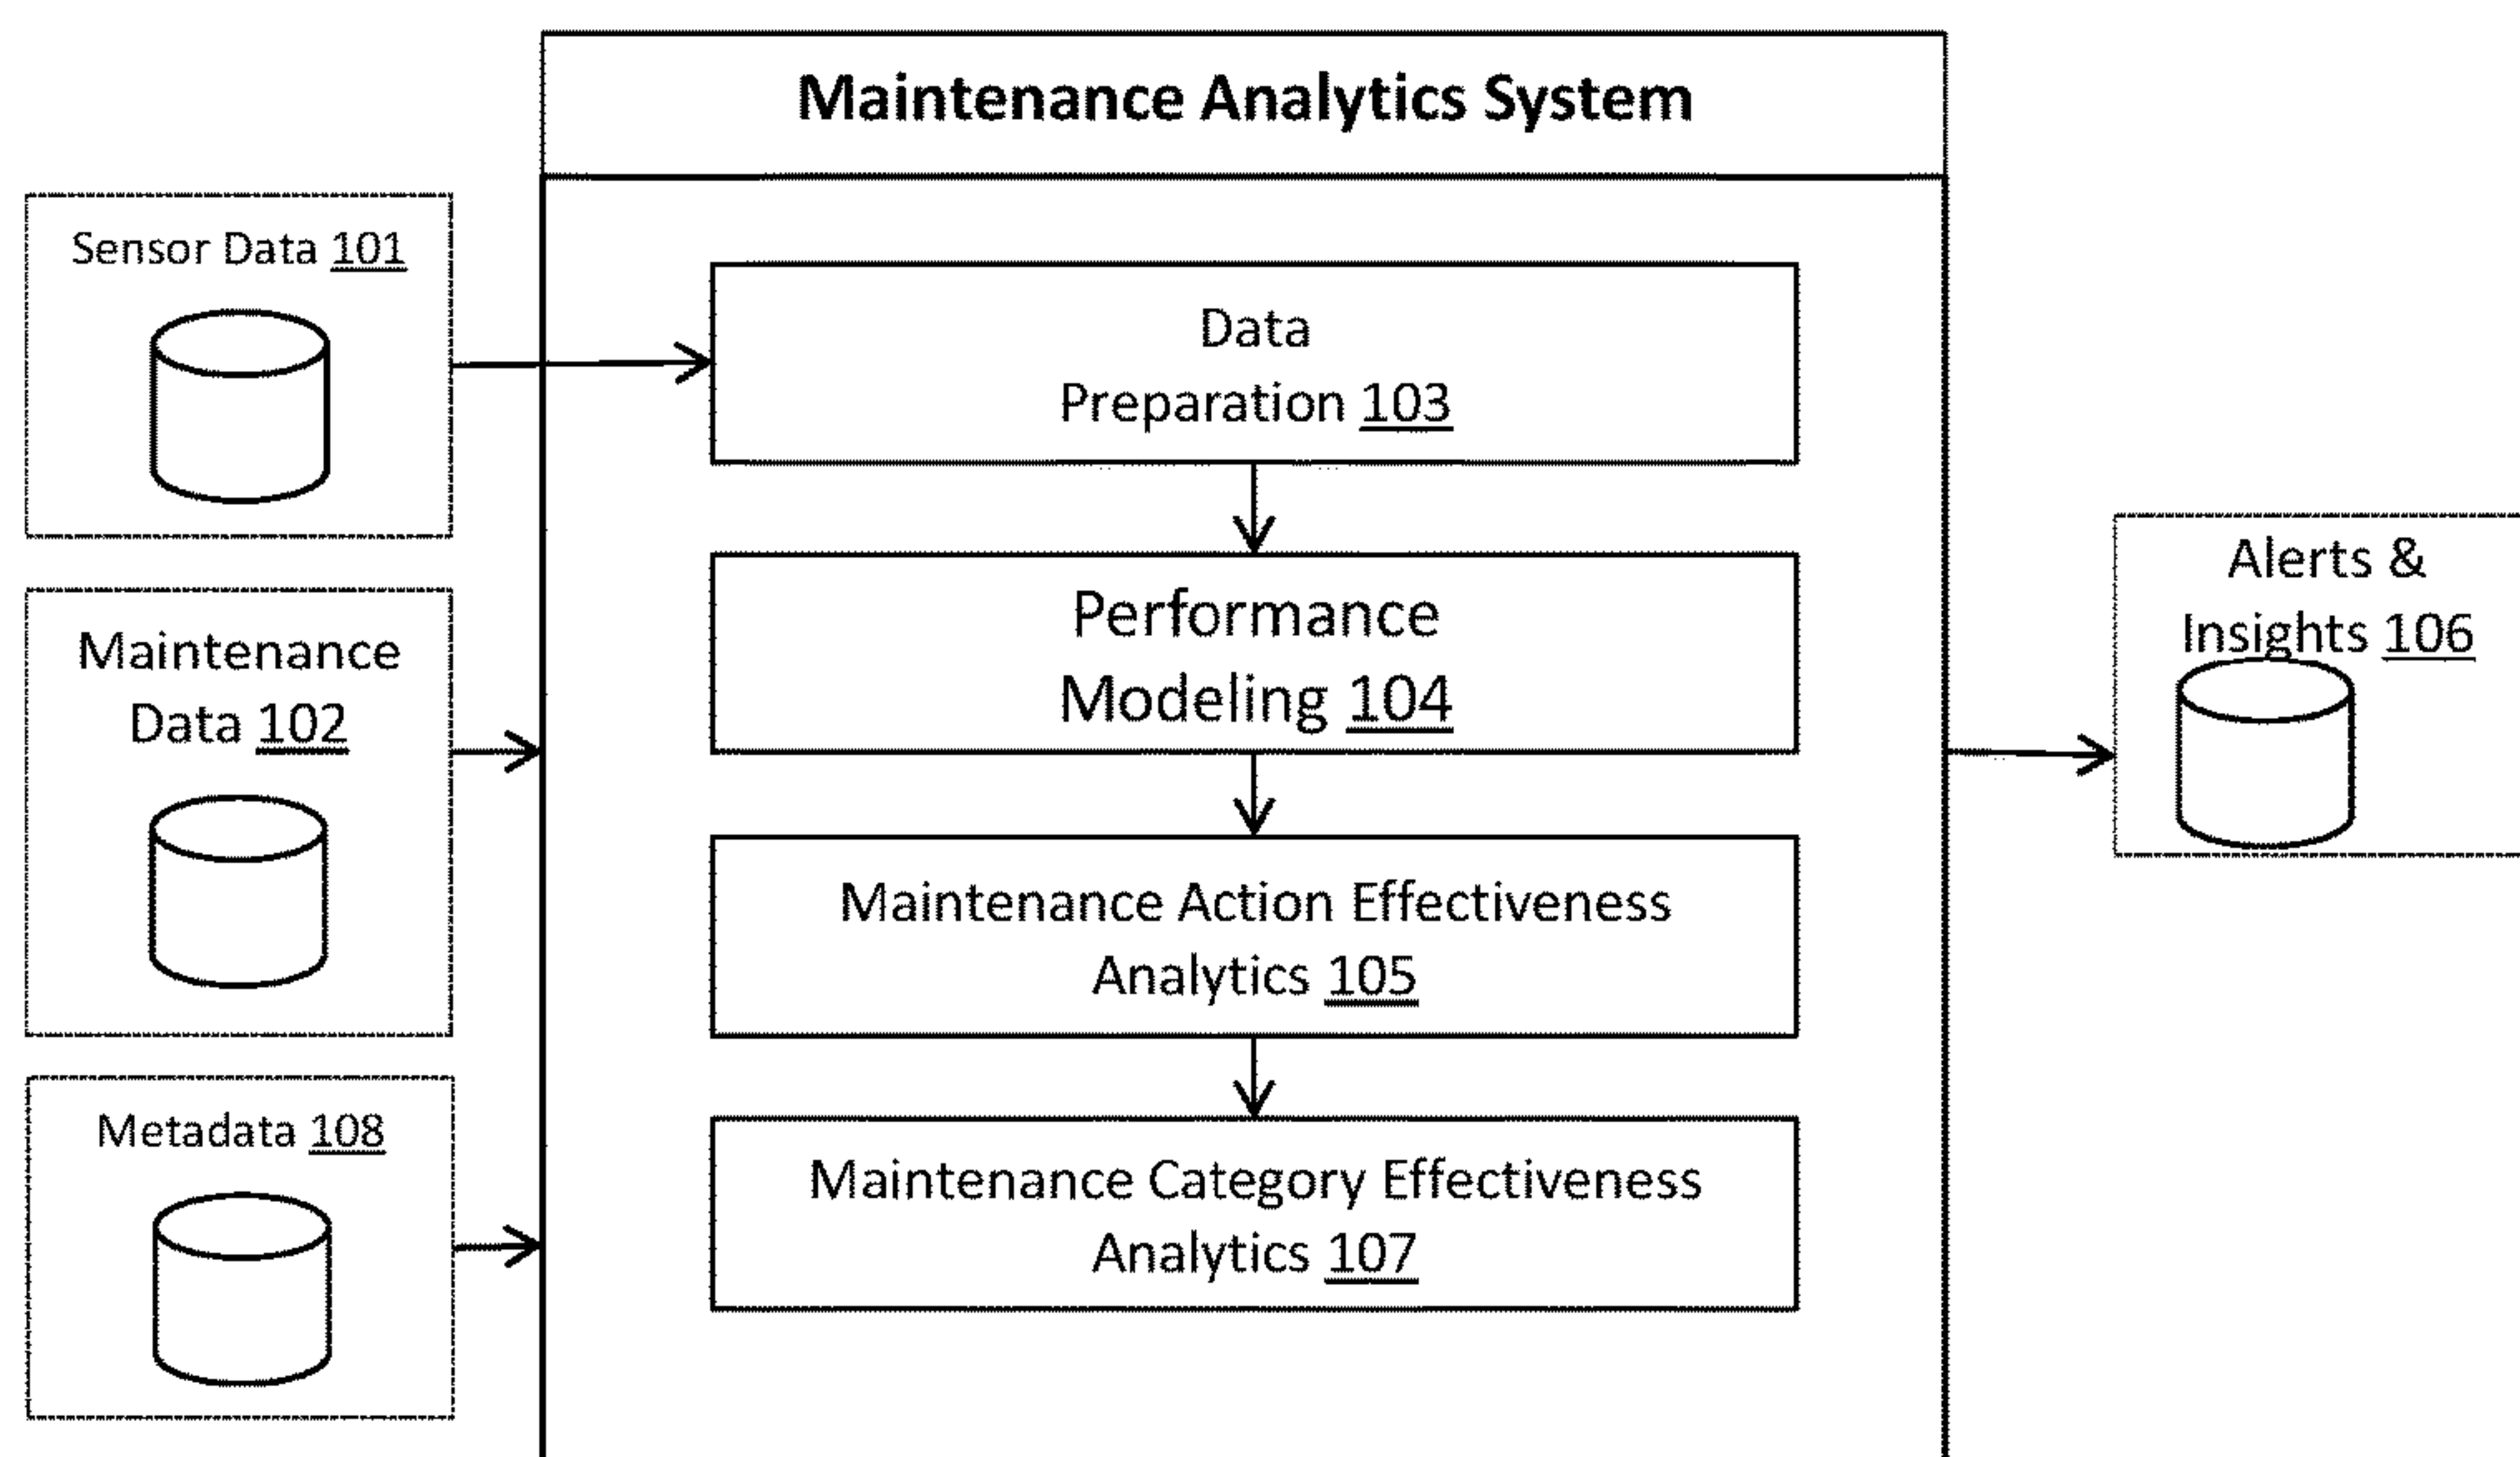 Maintenance Analytics System
Sensor Data 101
Data
Preparation 103
Alerts &
Insights 106
Performance
Modeling 104
Maintenance
Data 102
Maintenance Action Effectiveness
Analytics 105
Metadata 108
Maintenance Category Effectiveness
Analytics 107